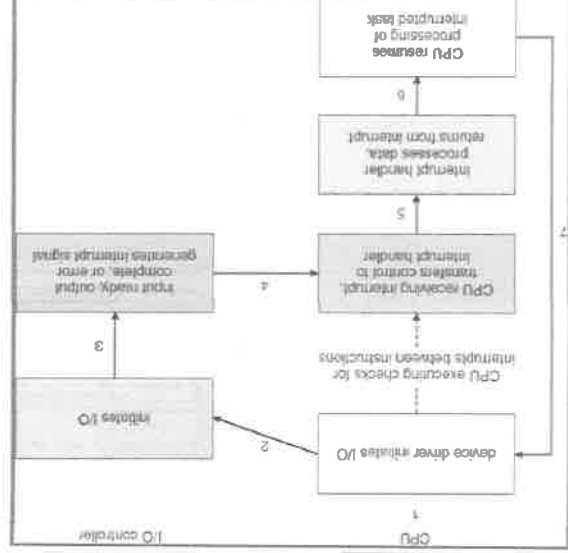 CPU
I/O controller
1
device driver initiates I/O
2
initiates I/O
CPU executing checks for
interrupts between instructions
3
CPU receiving interrupt,
transfers control to
interrupt handler
4
input ready, output
complete, or error
generates interrupt signal
5
interrupt handler
processes data,
returns from interrupt
6
CPU resumes
processing of
interrupted task
7